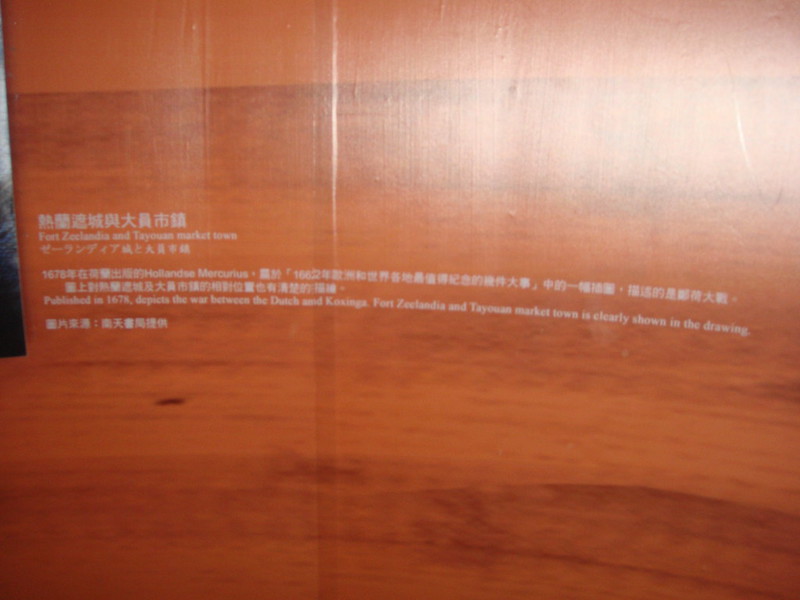 熱蘭遮城與大員市鎮
Fort Zeelandia and Tayouan market town
ゼーランディア城と大員市鎮
1678年在荷蘭出版的Hollandse Mercurius，屬於「1662年歐洲和世界各地最值得紀念的幾件大事」中的一幅插圖，描述的是鄭荷大戰。
圖上對熱蘭遮城及大員市鎮的相對位置也有清楚的描繪。
Published in 1678, depicts the war between the Dutch and Koxinga. Fort Zeelandia and Tayouan market town is clearly shown in the drawing.
圖片來源：南天書局提供